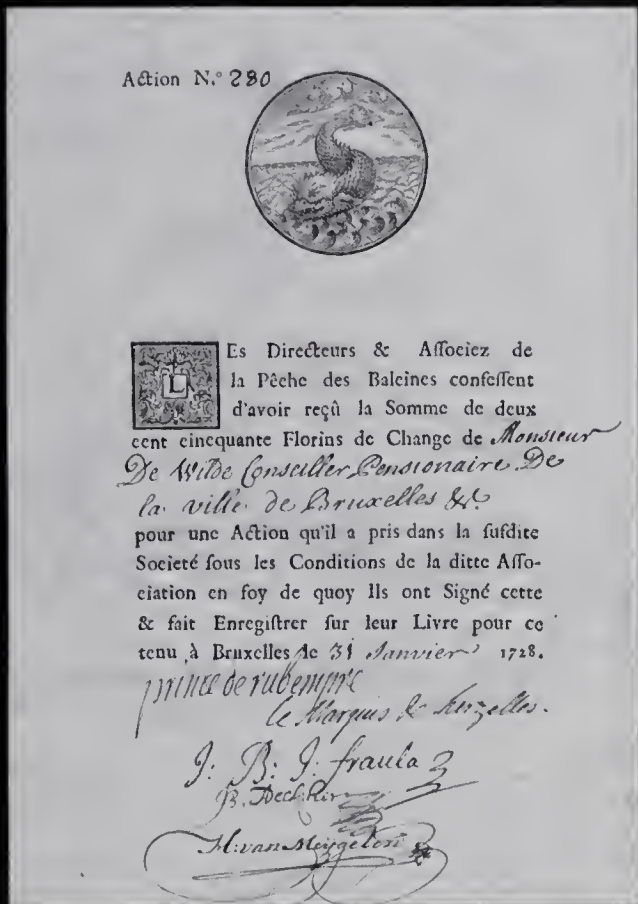 Action N.º 280
LEs Directeurs & Aſſociez de
la Pêche des Baleines confeſſent
d'avoir reçû la Somme de deux
cent cincquante Florins de Change de Monsieur
De Wilde Conseiller Pensionaire De
la ville de Bruxelles &ª
pour une Action qu'il a pris dans la ſuſdite
Societé ſous les Conditions de la ditte Aſſo-
ciation en foy de quoy Ils ont Signé cette
& fait Enregiſtrer ſur leur Livre pour ce
tenu à Bruxelles le 31 Janvier 1728.
prince de rubempre
le Marquis de
J: B: J: fraula
B. Decker
H: van